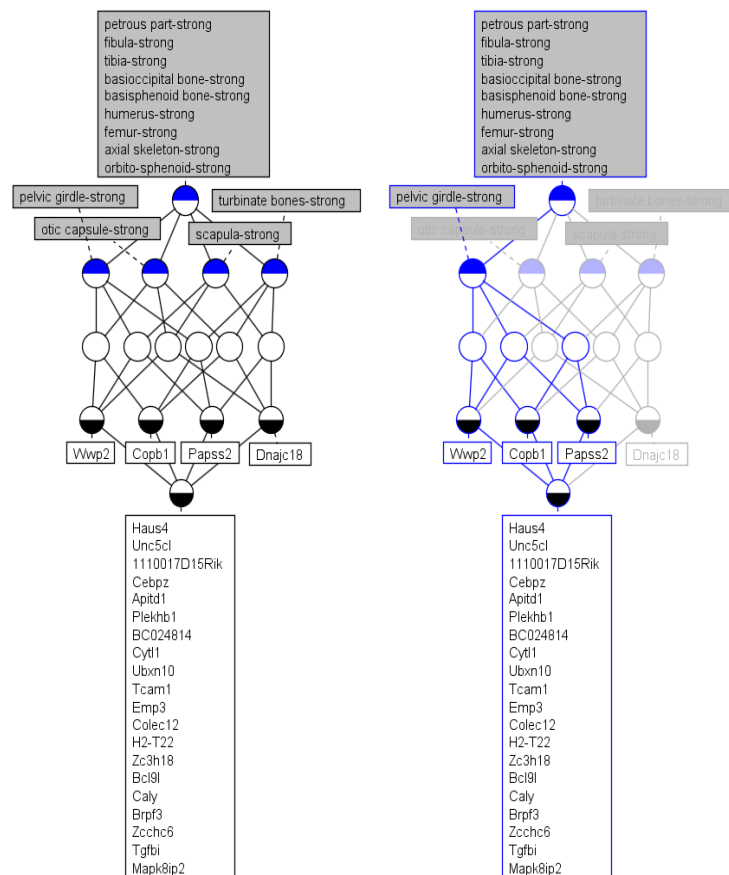 petrous part-strong
fibula-strong
tibia-strong
basioccipital bone-strong
basisphenoid bone-strong
humerus-strong
femur-strong
axial skeleton-strong
orbito-sphenoid-strong
pelvic girdle-strong
turbinate bones-strong
otic capsule-strong
scapula-strong
Wwp2
Copb1
Papss2
Dnajc18
Haus4
Unc5cl
1110017D15Rik
Cebpz
Apitd1
Plekhb1
BC024814
Cytl1
Ubxn10
Tcam1
Emp3
Colec12
H2-T22
Zc3h18
Bcl9l
Caly
Brpf3
Zcchc6
Tgfbi
Mapk8ip2
petrous part-strong
fibula-strong
tibia-strong
basioccipital bone-strong
basisphenoid bone-strong
humerus-strong
femur-strong
axial skeleton-strong
orbito-sphenoid-strong
pelvic girdle-strong
turbinate bones-strong
otic capsule-strong
scapula-strong
Wwp2
Copb1
Papss2
Dnajc18
Haus4
Unc5cl
1110017D15Rik
Cebpz
Apitd1
Plekhb1
BC024814
Cytl1
Ubxn10
Tcam1
Emp3
Colec12
H2-T22
Zc3h18
Bcl9l
Caly
Brpf3
Zcchc6
Tgfbi
Mapk8ip2